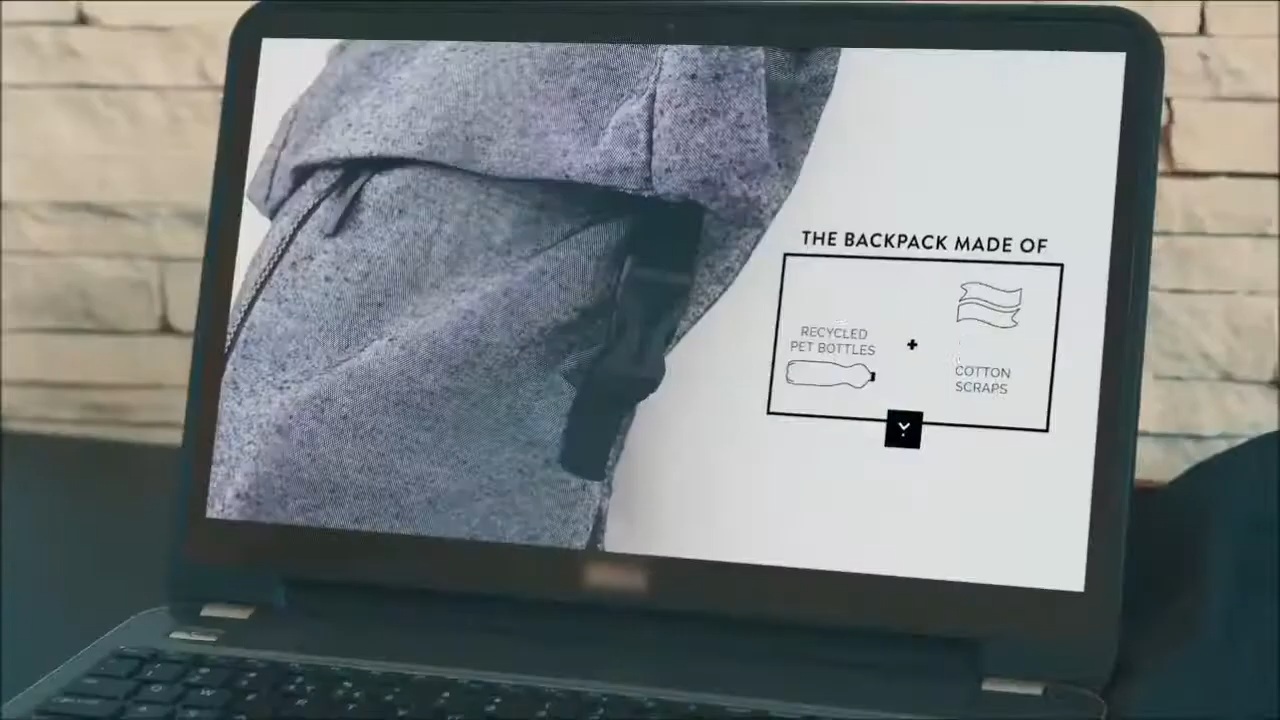 THE BACKPACK MADE OF
RECYCLED
PET BOTTLES
+
COTTON
SCRAPS